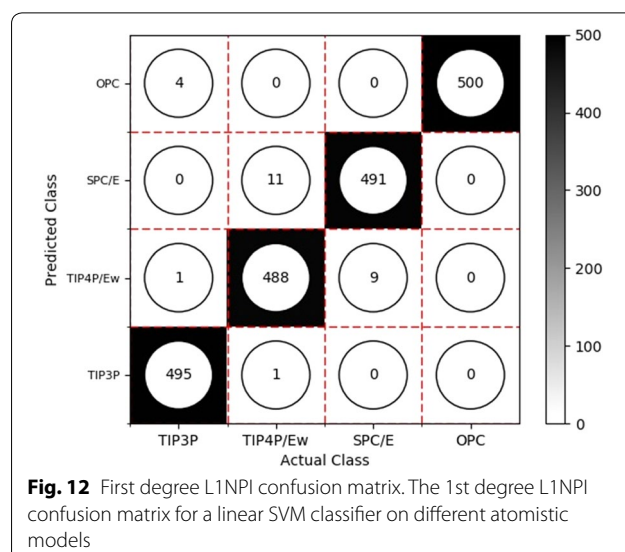 OPC
4
0
0
500
SPC/E
0
11
491
0
TIP4P/Ew
1
488
9
0
TIP3P
495
1
0
0
TIP3P
TIP4P/Ew
SPC/E
OPC
Actual Class
Predicted Class
500
400
300
200
100
0
Fig. 12 First degree L1NPI confusion matrix. The 1st degree L1NPI
confusion matrix for a linear SVM classifier on different atomistic
models